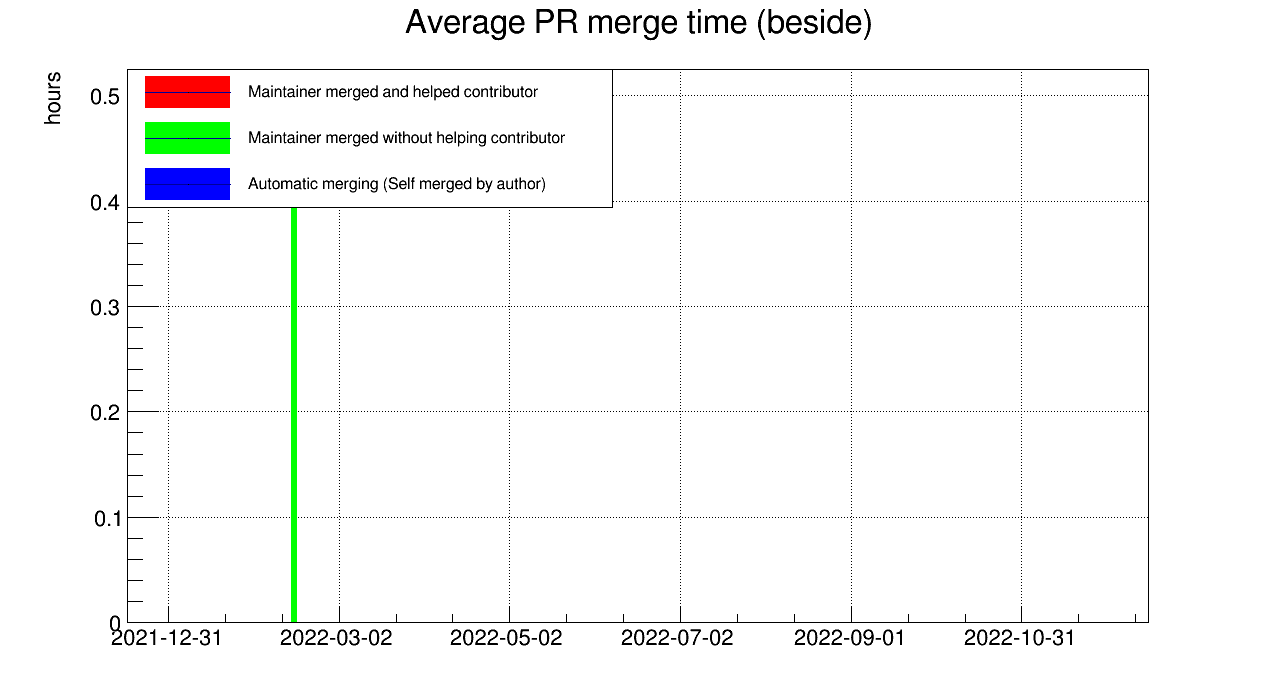 Average PR merge time (beside)
hours
Maintainer merged and helped contributor
Maintainer merged without helping contributor
Automatic merging (Self merged by author)
0.5
0.4
0.3
0.2
0.1
0
2021-12-31 2022-03-02 2022-05-02 2022-07-02 2022-09-01 2022-10-31